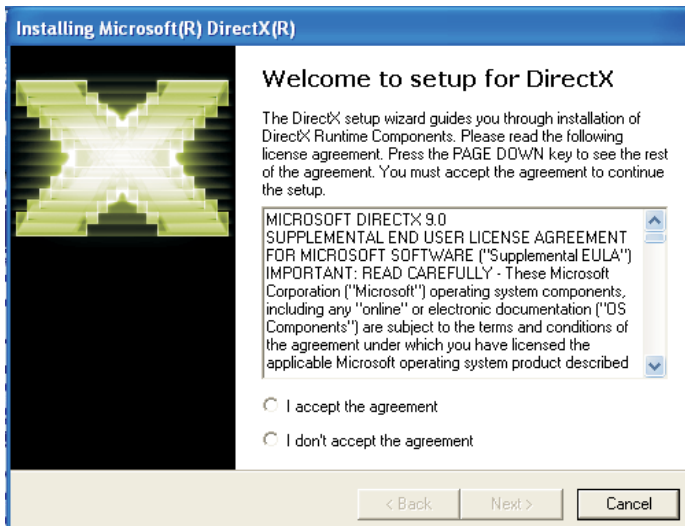 Installing Microsoft(R) DirectX(R)
Welcome to setup for DirectX
The DirectX setup wizard guides you through installation of
DirectX Runtime Components. Please read the following
license agreement. Press the PAGE DOWN key to see the rest
of the agreement. You must accept the agreement to continue
the setup.
MICROSOFT DIRECTX 9.0
SUPPLEMENTAL END USER LICENSE AGREEMENT
FOR MICROSOFT SOFTWARE ("Supplemental EULA")
IMPORTANT: READ CAREFULLY - These Microsoft
Corporation ("Microsoft") operating system components,
including any "online" or electronic documentation ("OS
Components") are subject to the terms and conditions of
the agreement under which you have licensed the
applicable Microsoft operating system product described
I accept the agreement
I don't accept the agreement
< Back Next > Cancel